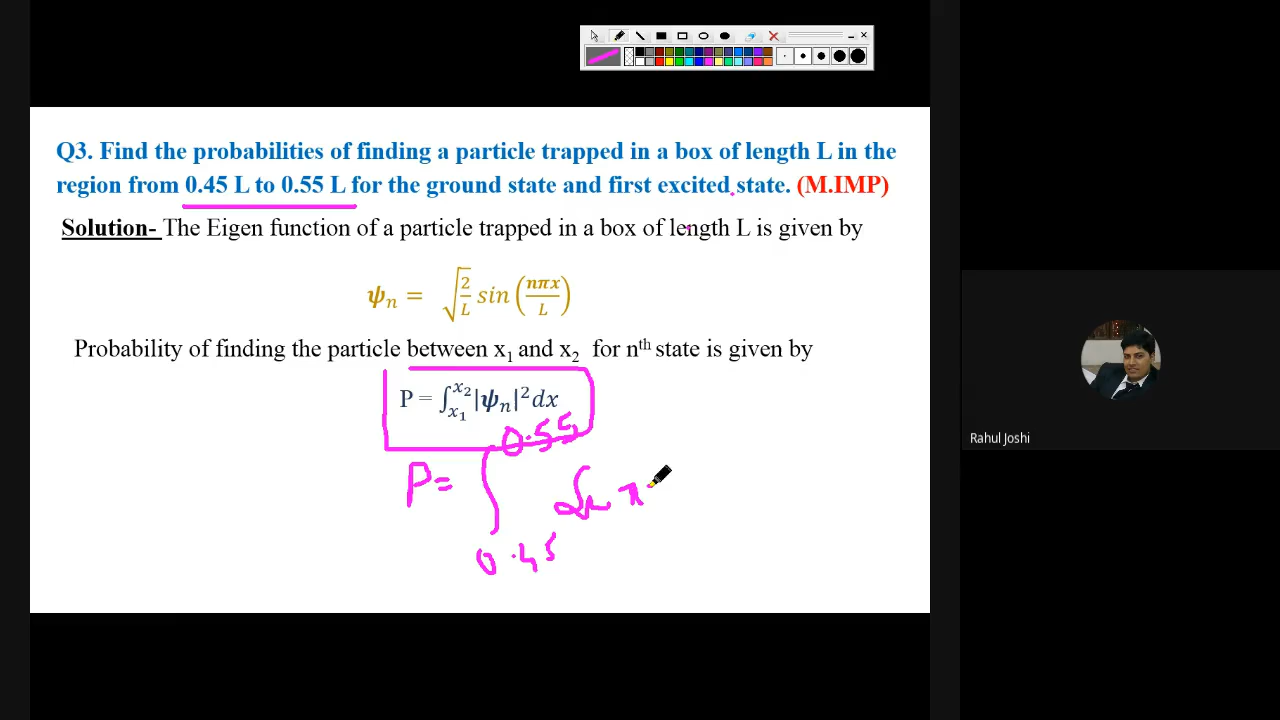 Q3. Find the probabilities of finding a particle trapped in a box of length L in the
region from 0.45 L to 0.55 L for the ground state and first excited state. (M.IMP)
Solution- The Eigen function of a particle trapped in a box of length L is given by
ψₙ = √(2/L) sin (nπx/L)
Probability of finding the particle between x₁ and x₂ for nᵗʰ state is given by
P = ∫ₓ₁ˣ₂ |ψₙ|² dx
0.55
P= ∫
0.45
Rahul Joshi